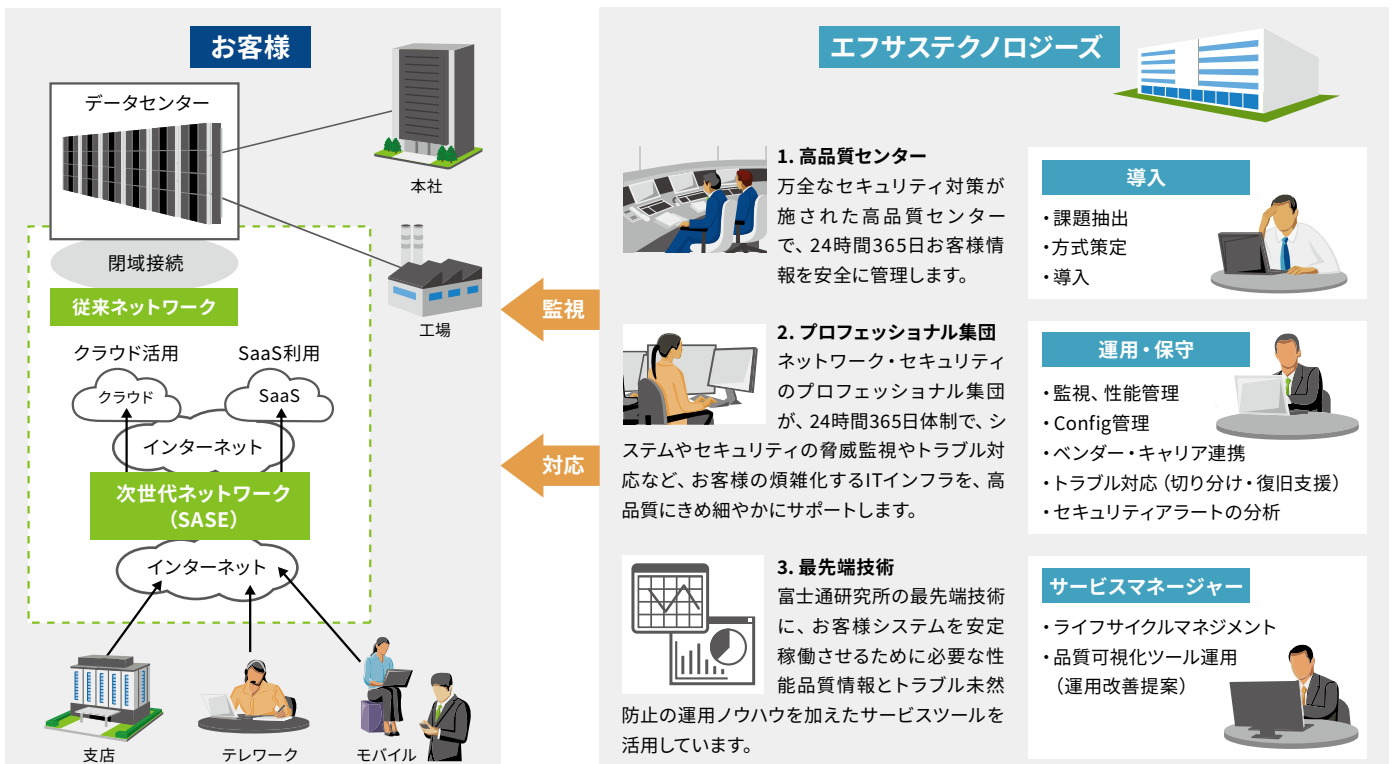 お客様
データセンター
本社
閉域接続
従来ネットワーク
工場
クラウド活用
SaaS利用
クラウド
SaaS
インターネット
次世代ネットワーク
（SASE）
インターネット
支店
テレワーク
モバイル
監視
対応
エフサステクノロジーズ
1. 高品質センター
万全なセキュリティ対策が
施された高品質センター
で、24時間365日お客様情
報を安全に管理します。
2. プロフェッショナル集団
ネットワーク・セキュリティ
のプロフェッショナル集団
が、24時間365日体制で、シ
ステムやセキュリティの脅威監視やトラブル対
応など、お客様の煩雑化するITインフラを、高
品質にきめ細やかにサポートします。
3. 最先端技術
富士通研究所の最先端技術
に、お客様システムを安定
稼働させるために必要な性
能品質情報とトラブル未然
防止の運用ノウハウを加えたサービスツールを
活用しています。
導入
・課題抽出
・方式策定
・導入
運用・保守
・監視、性能管理
・Config管理
・ベンダー・キャリア連携
・トラブル対応（切り分け・復旧支援）
・セキュリティアラートの分析
サービスマネージャー
・ライフサイクルマネジメント
・品質可視化ツール運用
（運用改善提案）